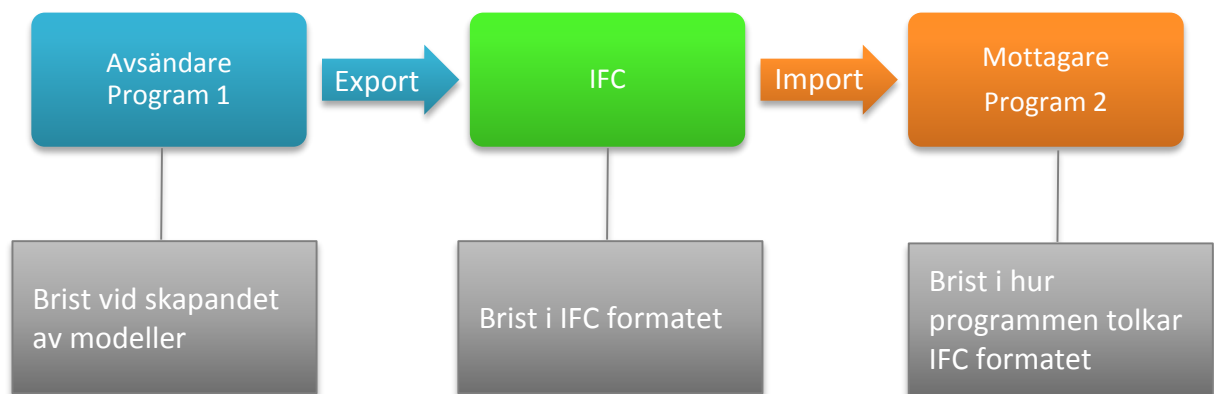 Avsändare
Program 1
Export
IFC
Import
Mottagare
Program 2
Brist vid skapandet
av modeller
Brist i IFC formatet
Brist i hur
programmen tolkar
IFC formatet